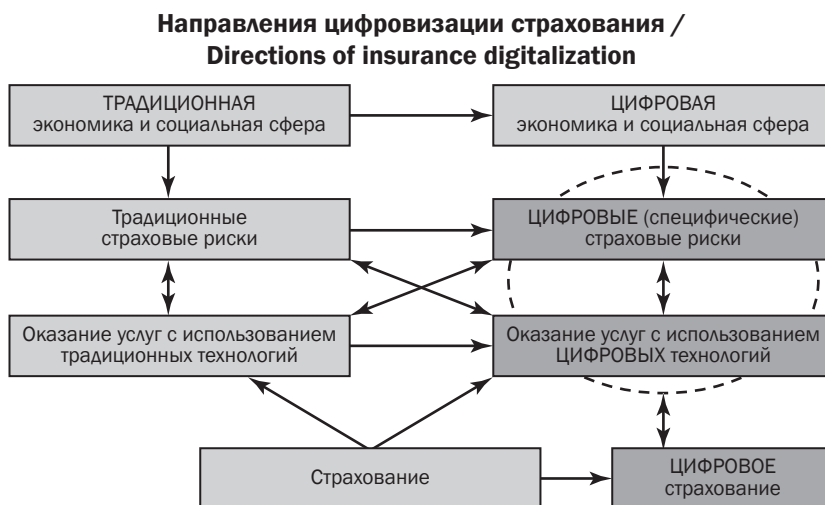 Направления цифровизации страхования /
Directions of insurance digitalization
ТРАДИЦИОННАЯ
экономика и социальная сфера
ЦИФРОВАЯ
экономика и социальная сфера
Традиционные
страховые риски
ЦИФРОВЫЕ (специфические)
страховые риски
Оказание услуг с использованием
традиционных технологий
Оказание услуг с использованием
ЦИФРОВЫХ технологий
Страхование
ЦИФРОВОЕ
страхование